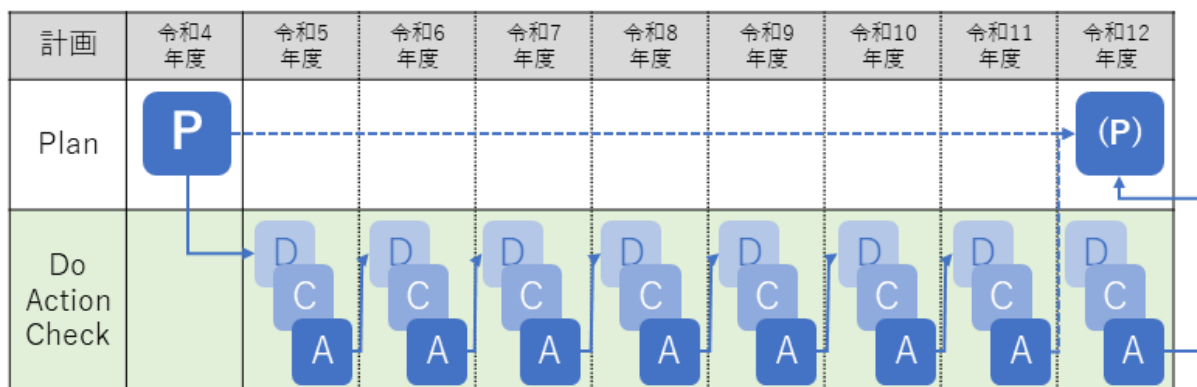 計画
令和4
年度
令和5
年度
令和6
年度
令和7
年度
令和8
年度
令和9
年度
令和10
年度
令和11
年度
令和12
年度
Plan
P
(P)
Do
Action
Check
D
C
A
D
C
A
D
C
A
D
C
A
D
C
A
D
C
A
D
C
A
D
C
A